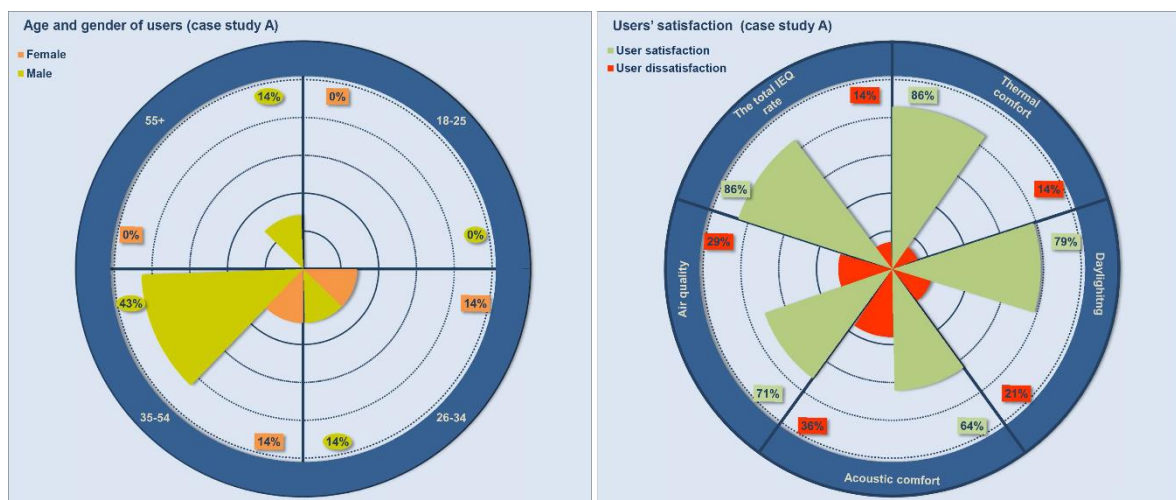 Age and gender of users (case study A)
Female
Male
14%
0%
55+
18-25
0%
0%
43%
14%
35-54
26-34
14%
14%
Users' satisfaction (case study A)
User satisfaction
User dissatisfaction
The total IEQ
rate
14%
86%
Thermal
comfort
86%
14%
29%
79%
Air quality
Daylighting
71%
21%
36%
64%
Acoustic comfort